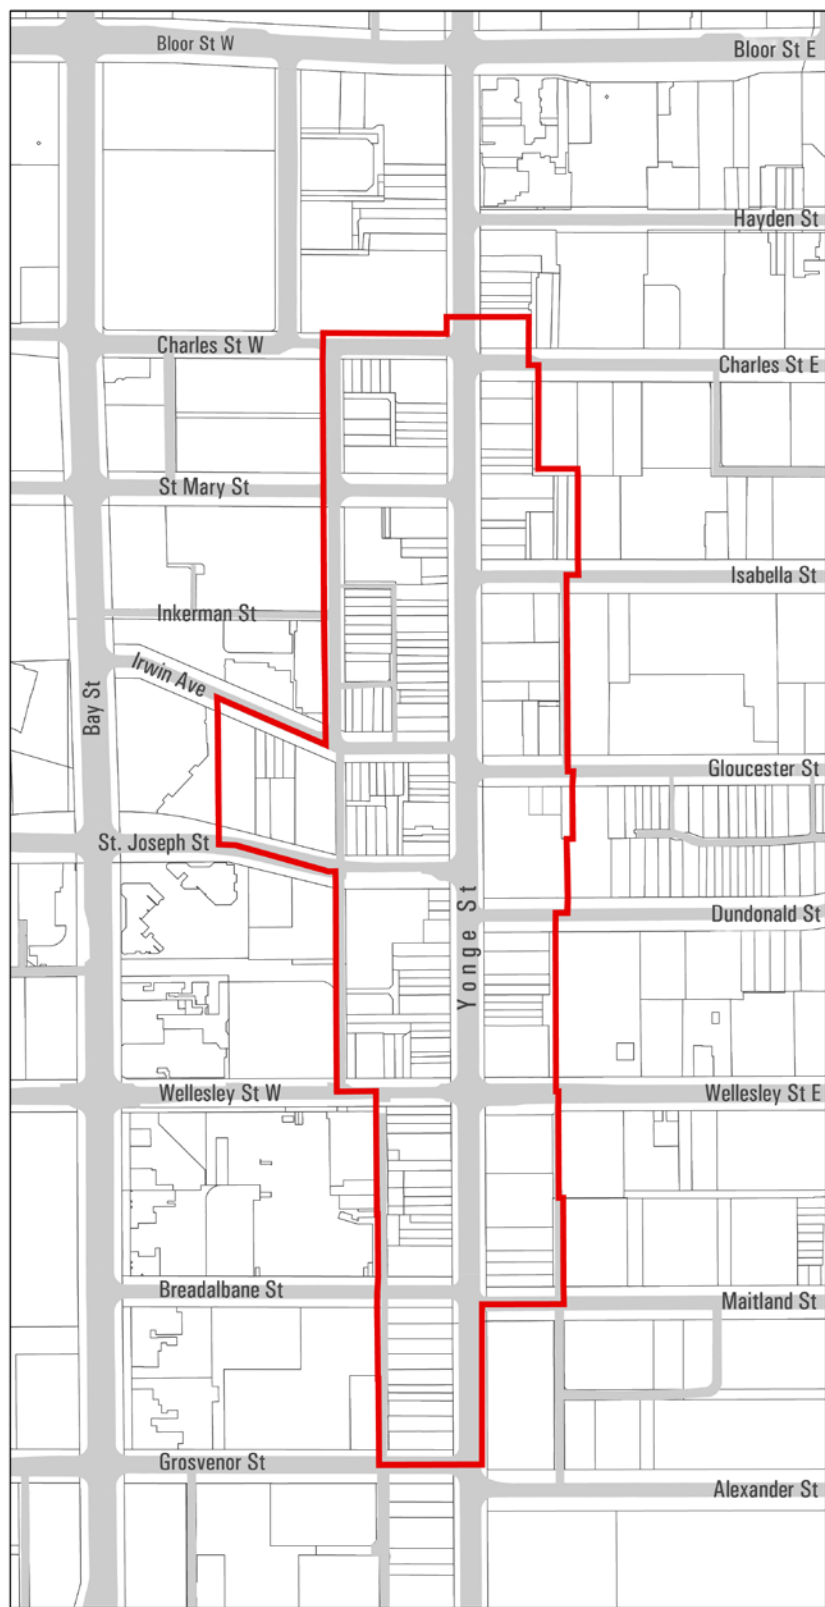 Bloor St W
Bloor St E
Hayden St
Charles St W
Charles St E
St Mary St
Isabella St
Inkerman St
Irwin Ave
Bay St
Gloucester St
St. Joseph St
Dundonald St
Yonge St
Wellesley St W
Wellesley St E
Breadalbane St
Maitland St
Grosvenor St
Alexander St